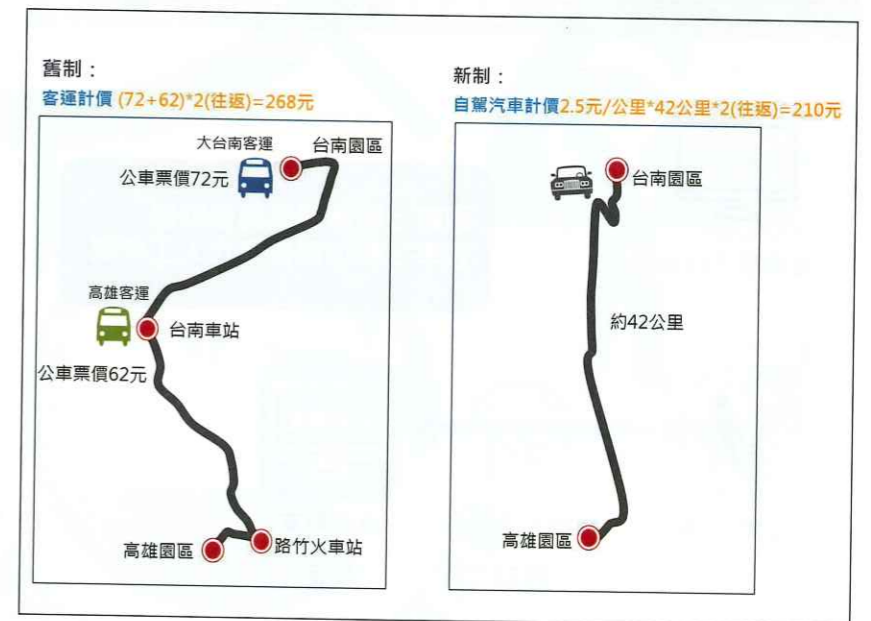 舊制：
客運計價 (72+62)*2(往返)=268元
大台南客運
台南園區
公車票價72元
高雄客運
台南車站
公車票價62元
高雄園區
路竹火車站
新制：
自駕汽車計價2.5元/公里*42公里*2(往返)=210元
台南園區
約42公里
高雄園區